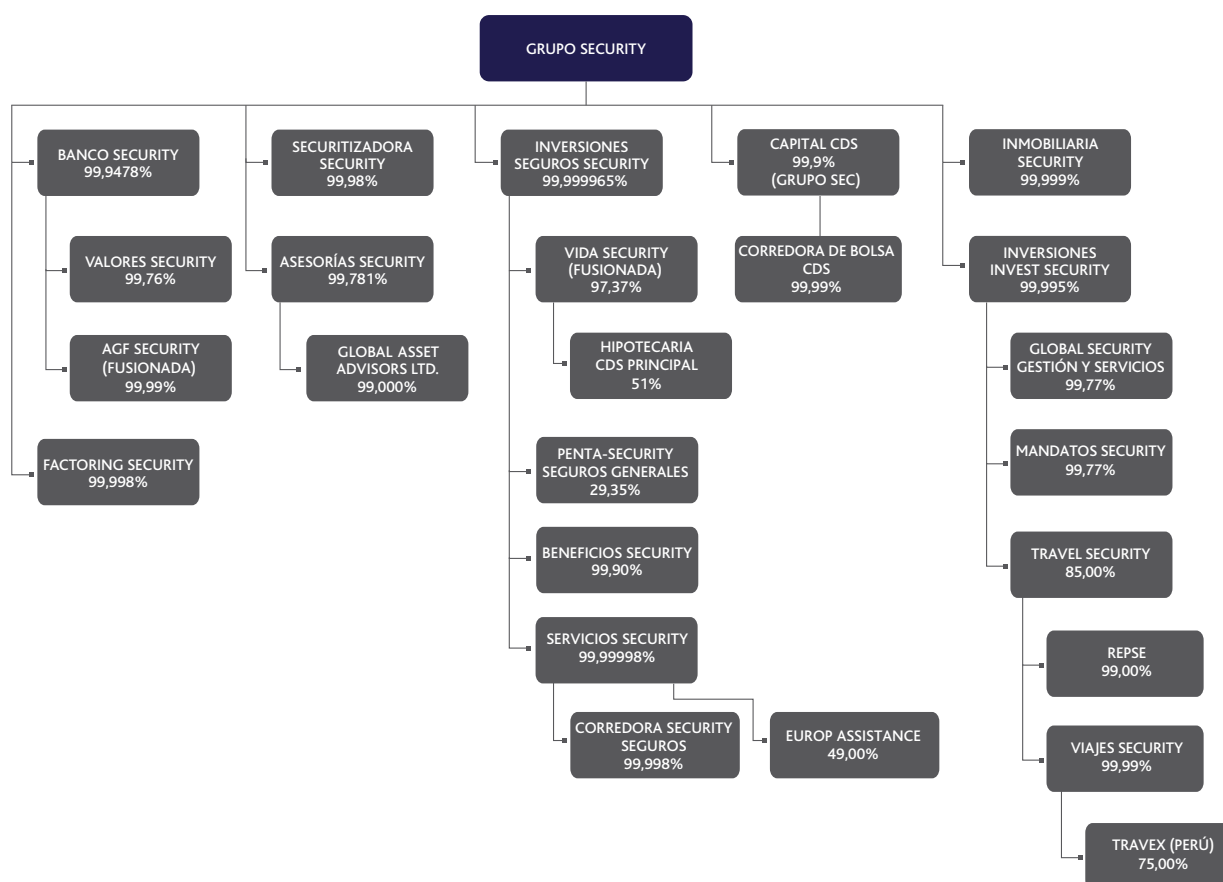 GRUPO SECURITY
BANCO SECURITY
99,9478%
VALORES SECURITY
99,76%
AGF SECURITY
(FUSIONADA)
99,99%
FACTORING SECURITY
99,998%
SECURITIZADORA
SECURITY
99,98%
ASESORÍAS SECURITY
99,781%
GLOBAL ASSET
ADVISORS LTD.
99,000%
INVERSIONES
SEGUROS SECURITY
99,999965%
VIDA SECURITY
(FUSIONADA)
97,37%
HIPOTECARIA
CDS PRINCIPAL
51%
PENTA-SECURITY
SEGUROS GENERALES
29,35%
BENEFICIOS SECURITY
99,90%
SERVICIOS SECURITY
99,99998%
CORREDORA SECURITY
SEGUROS
99,998%
EUROP ASSISTANCE
49,00%
CAPITAL CDS
99,9%
(GRUPO SEC)
CORREDORA DE BOLSA
CDS
99,99%
INMOBILIARIA
SECURITY
99,999%
INVERSIONES
INVEST SECURITY
99,995%
GLOBAL SECURITY
GESTIÓN Y SERVICIOS
99,77%
MANDATOS SECURITY
99,77%
TRAVEL SECURITY
85,00%
REPSE
99,00%
VIAJES SECURITY
99,99%
TRAVEX (PERÚ)
75,00%